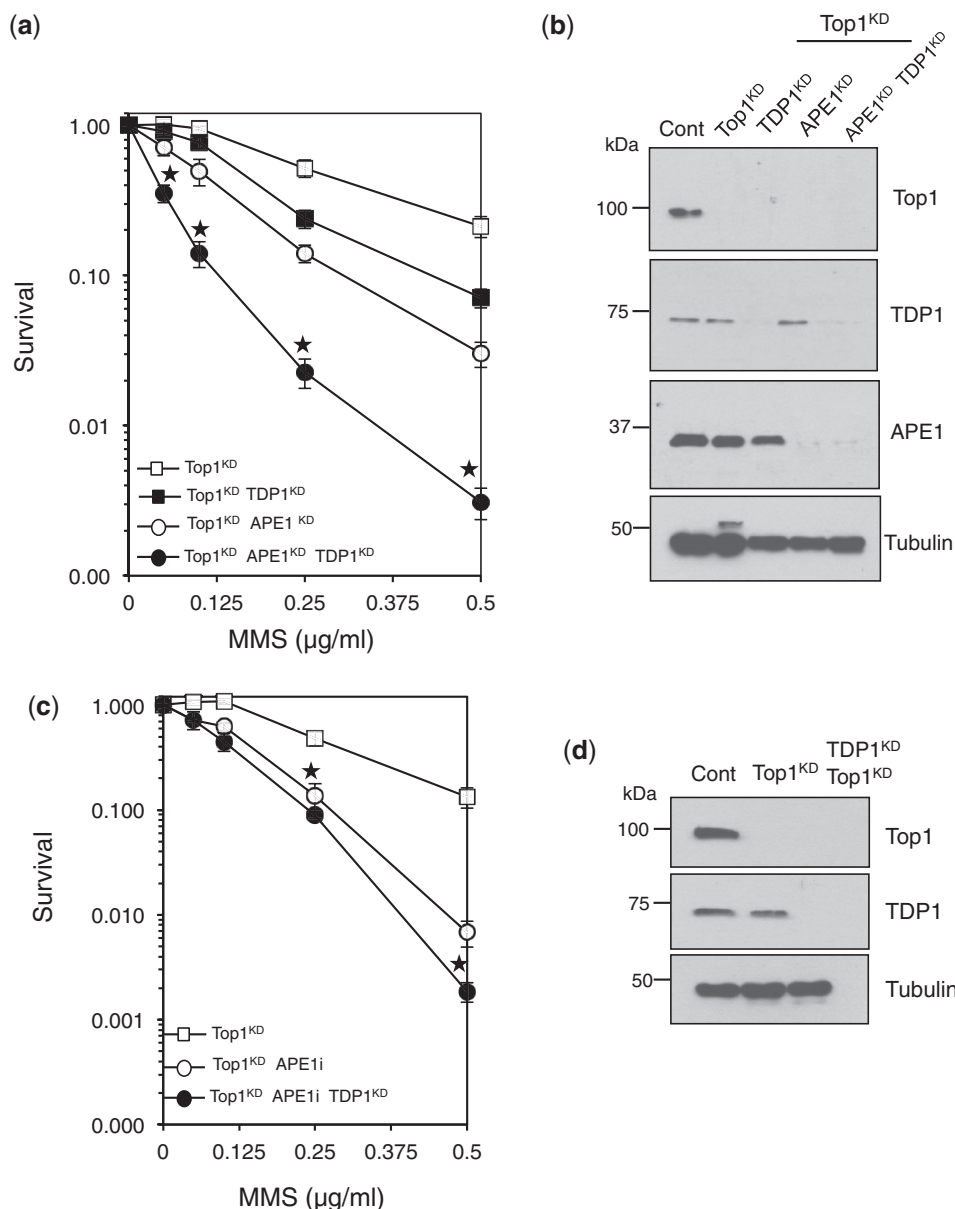 (a)
Survival
1.00
0.10
0.01
0.00
Top1KD
Top1KD TDP1KD
Top1KD APE1 KD
Top1KD APE1KD TDP1KD
0 0.125 0.25 0.375 0.5
MMS (µg/ml)
(b)
Top1KD
Cont Top1KD TDP1KD APE1KD APE1KD TDP1KD
kDa
100 Top1
75 TDP1
37 APE1
50 Tubulin
(c)
Survival
1.000
0.100
0.010
0.001
0.000
Top1KD
Top1KD APE1i
Top1KD APE1i TDP1KD
0 0.125 0.25 0.375 0.5
MMS (µg/ml)
(d)
TDP1KD
Cont Top1KD Top1KD
kDa
100 Top1
75 TDP1
50 Tubulin